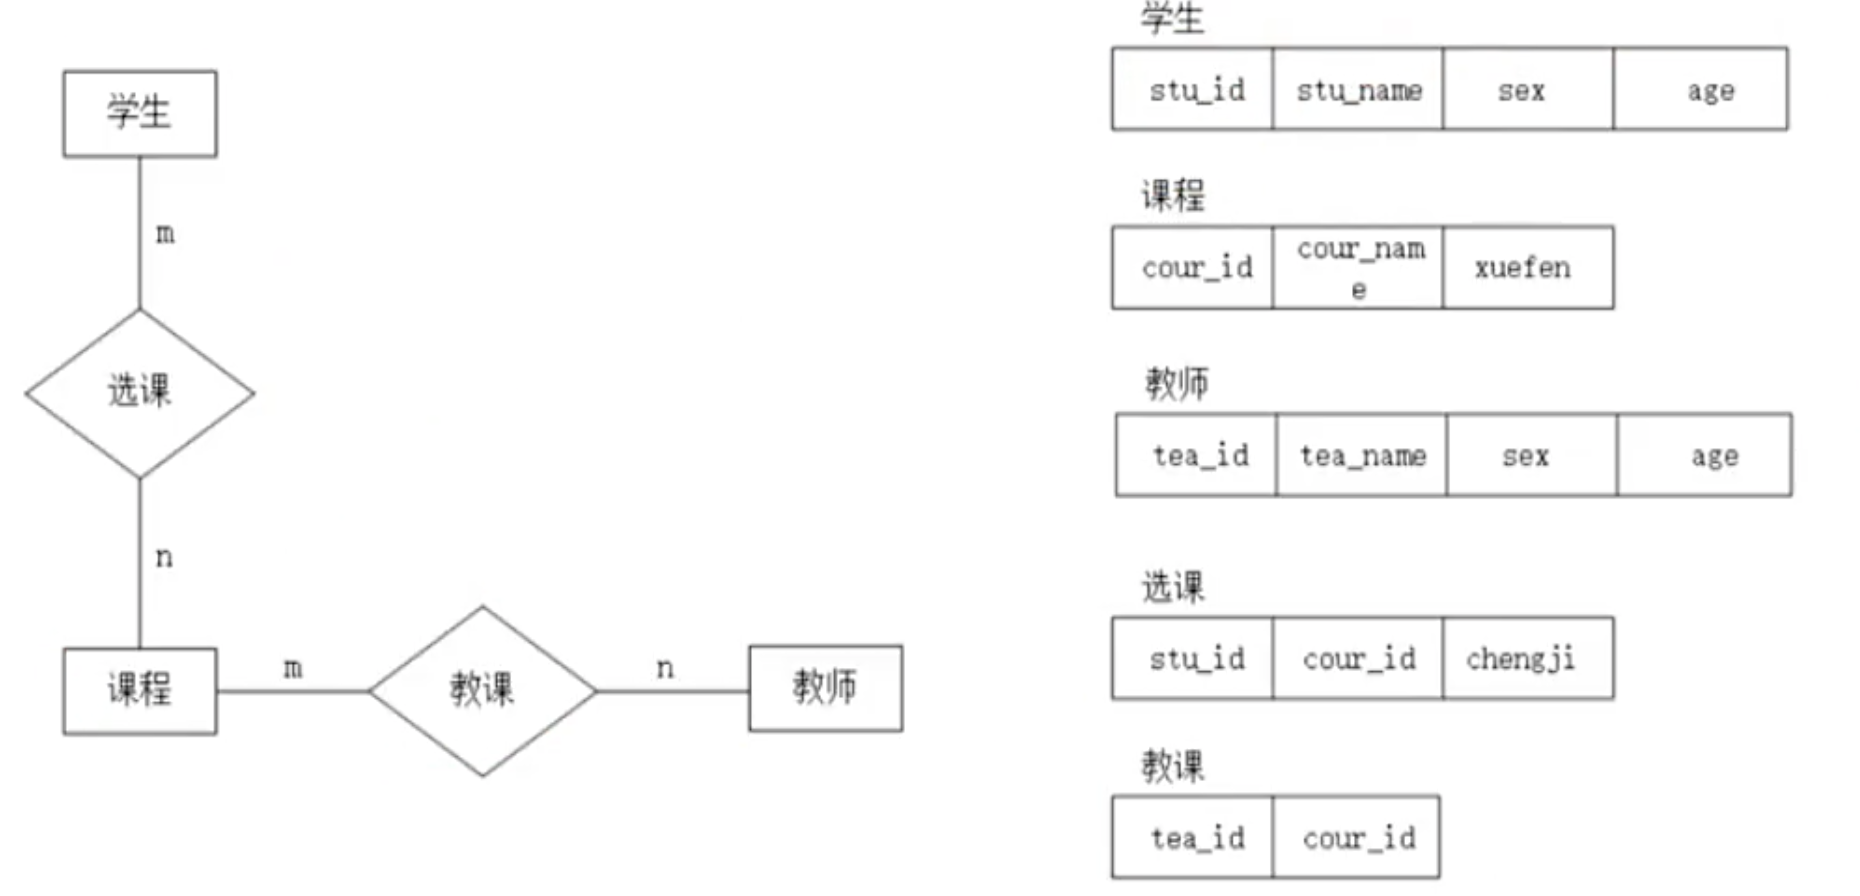 学生
m
选课
n
课程
m
教课
n
教师
学生
stu_id
stu_name
sex
age
课程
cour_id
cour_nam
e
xuefen
教师
tea_id
tea_name
sex
age
选课
stu_id
cour_id
chengji
教课
tea_id
cour_id